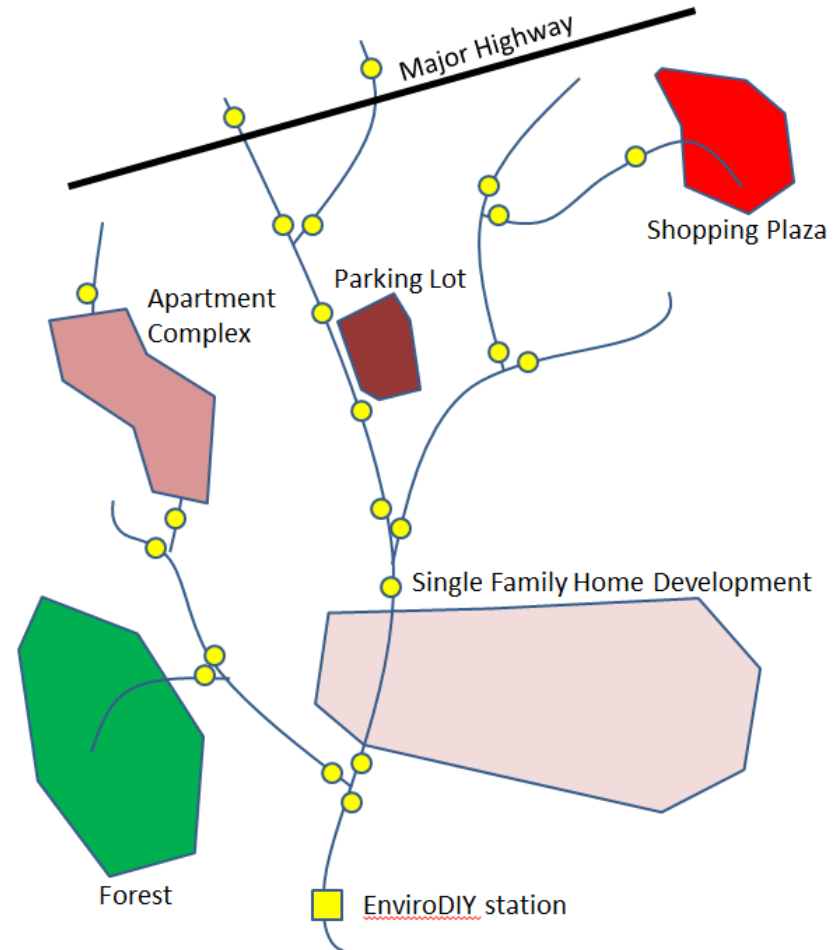 Major Highway
Shopping Plaza
Parking Lot
Apartment
Complex
Single Family Home Development
Forest
EnviroDIY station